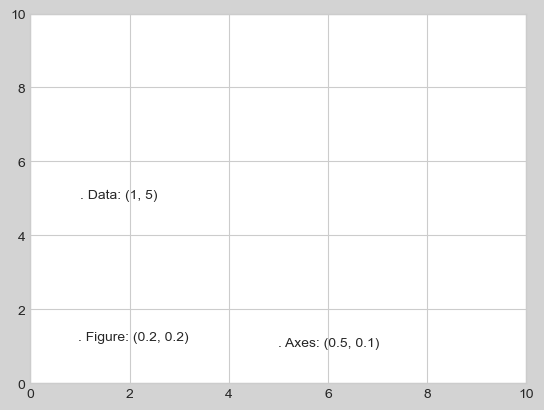 10
8
6
. Data: (1, 5)
4
2
. Figure: (0.2, 0.2)
. Axes: (0.5, 0.1)
0
0 2 4 6 8 10